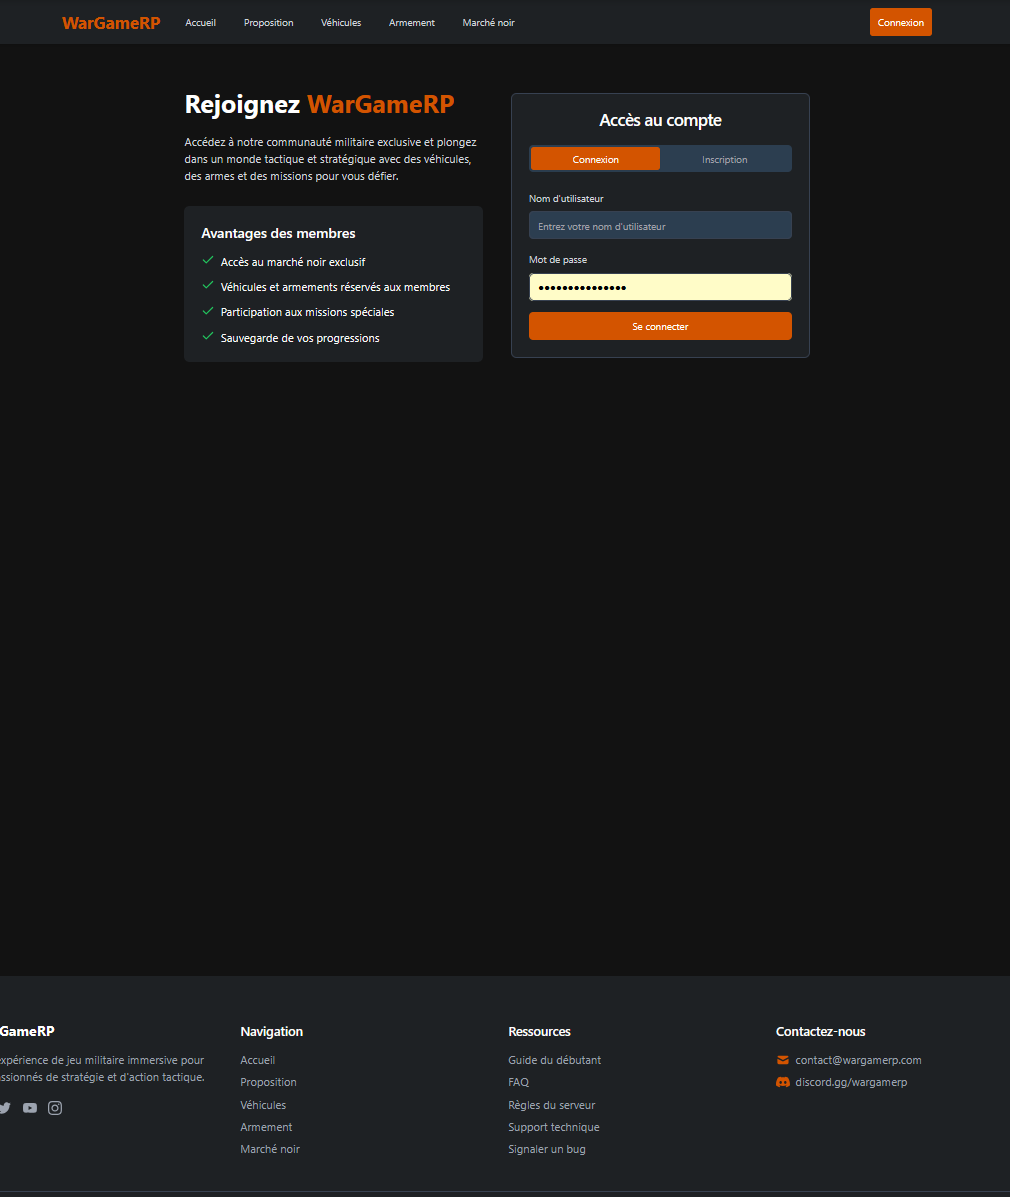 WarGameRP
Accueil
Proposition
Véhicules
Armement
Marché noir
Connexion
Rejoignez WarGameRP
Accédez à notre communauté militaire exclusive et plongez
dans un monde tactique et stratégique avec des véhicules,
des armes et des missions pour vous défier.
Avantages des membres
Accès au marché noir exclusif
Véhicules et armements réservés aux membres
Participation aux missions spéciales
Sauvegarde de vos progressions
Accès au compte
Connexion
Inscription
Nom d'utilisateur
Entrez votre nom d'utilisateur
Mot de passe
•••••••••••••••
Se connecter
GameRP
xpérience de jeu militaire immersive pour
ssionnés de stratégie et d'action tactique.
Navigation
Accueil
Proposition
Véhicules
Armement
Marché noir
Ressources
Guide du débutant
FAQ
Règles du serveur
Support technique
Signaler un bug
Contactez-nous
contact@wargamerp.com
discord.gg/wargamerp